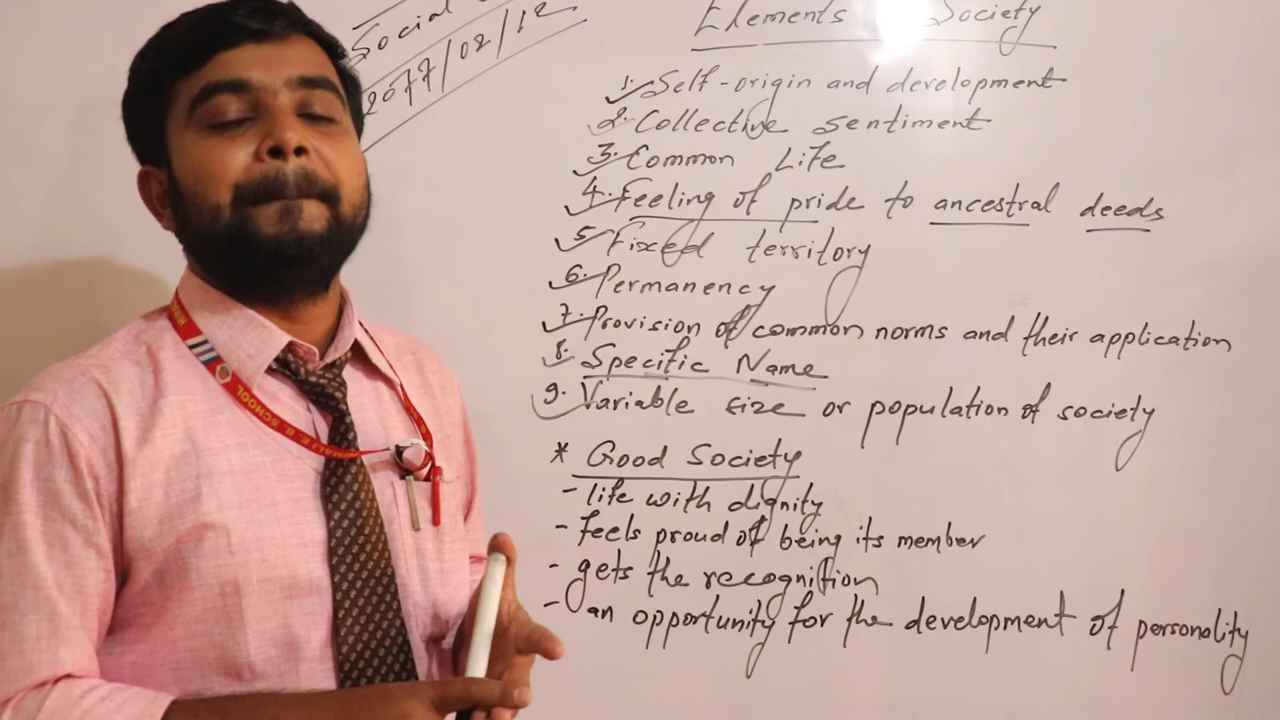 Social
2077/02/12
Elements Society
1. Self-origin and development
2. Collective sentiment
3. Common Life
4. Feeling of pride to ancestral deeds
5. Fixed territory
6. Permanency
7. Provision of common norms and their application
8. Specific Name
9. Variable size or population of society
* Good Society
- life with dignity
- feels proud of being its member
- gets the recognition
- an opportunity for the development of personality
E. B. SCHOOL